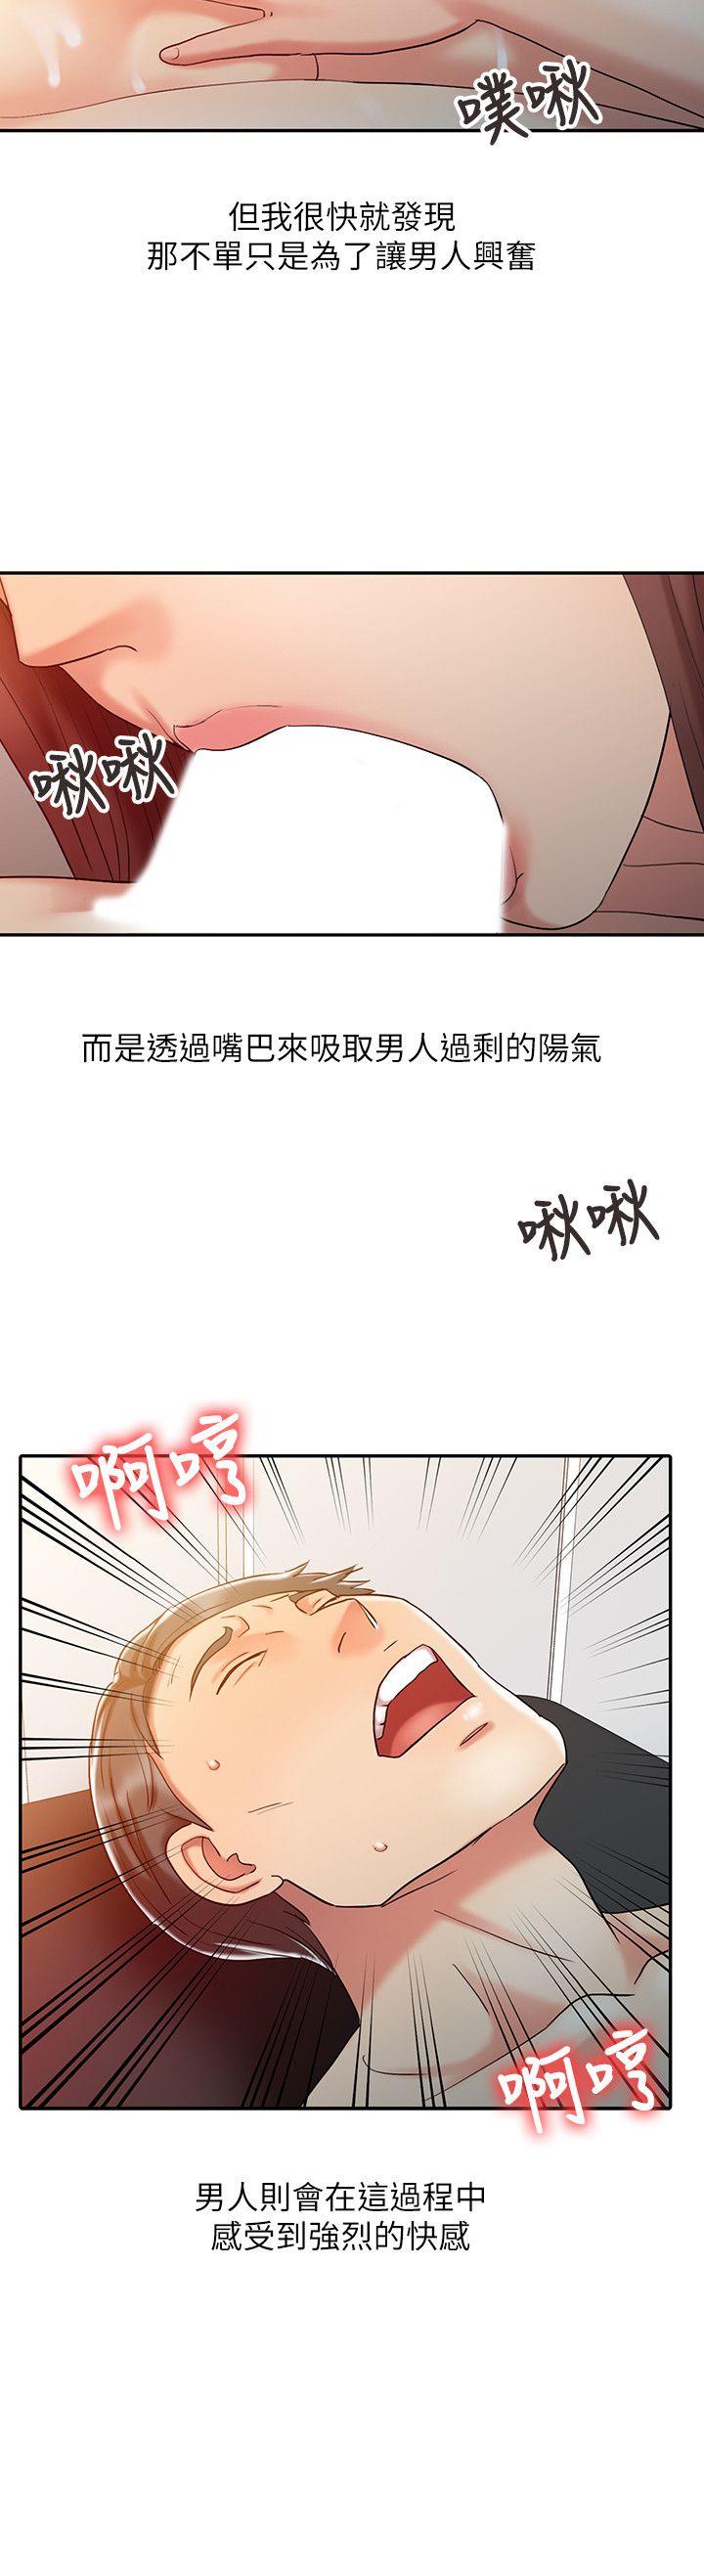 噗啾
但我很快就發現
那不單只是為了讓男人興奮
啾啾
而是透過嘴巴來吸取男人過剩的陽氣
啾啾
啊哼
啊哼
男人則會在這過程中
感受到強烈的快感